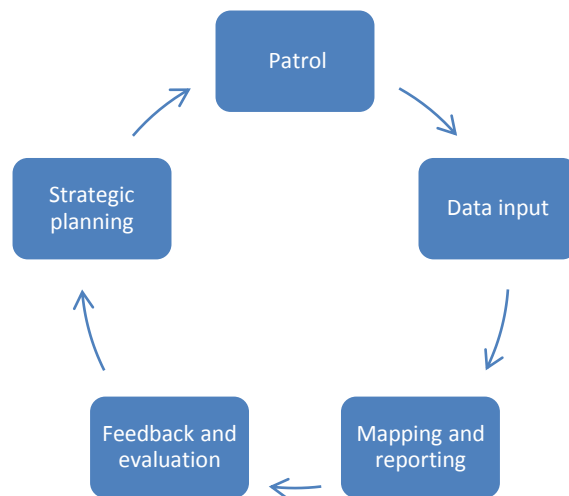 Patrol
Data input
Mapping and
reporting
Feedback and
evaluation
Strategic
planning